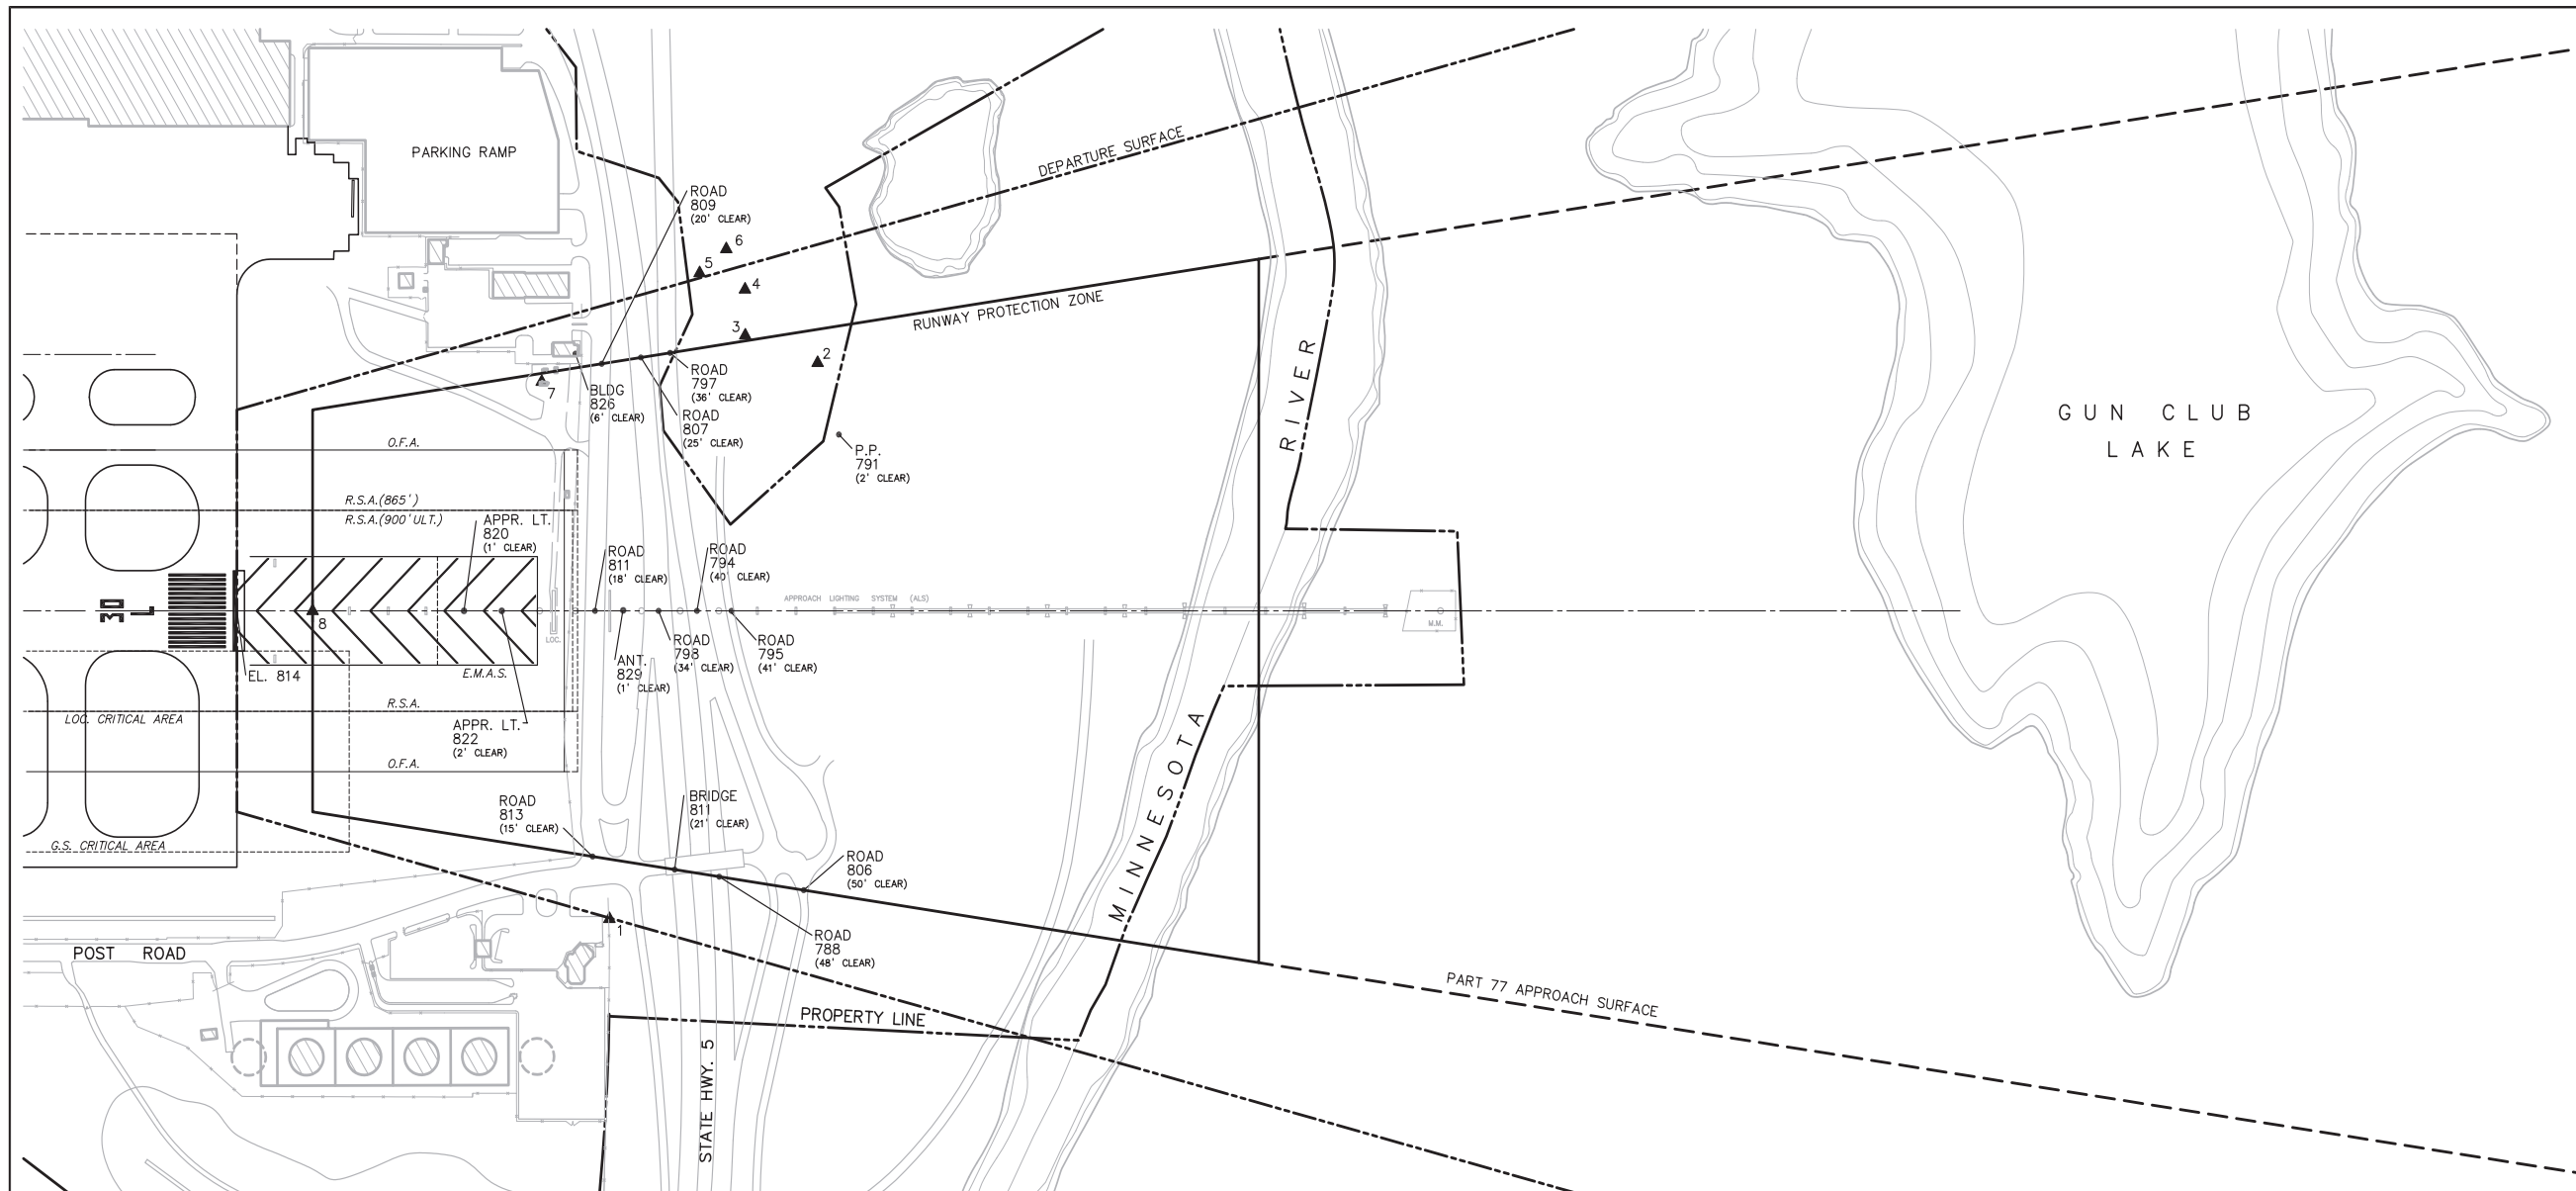 PARKING RAMP
ROAD
809
(20' CLEAR)
DEPARTURE SURFACE
6
5
4
3
2
RUNWAY PROTECTION ZONE
ROAD
797
(36' CLEAR)
7
BLDG
826
(6' CLEAR)
ROAD
807
(25' CLEAR)
P.P.
791
(2' CLEAR)
RIVER
GUN CLUB
LAKE
O.F.A.
R.S.A.(865')
R.S.A.(900'ULT.)
APPR. LT.
820
(1' CLEAR)
ROAD
811
(18' CLEAR)
ROAD
794
(40' CLEAR)
APPROACH LIGHTING SYSTEM (ALS)
30
L
8
LOC.
M.M.
ROAD
798
(34' CLEAR)
ROAD
795
(41' CLEAR)
ANT.
829
(1' CLEAR)
EL. 814
E.M.A.S.
R.S.A.
LOC. CRITICAL AREA
APPR. LT.
822
(2' CLEAR)
O.F.A.
MINNESOTA
ROAD
813
(15' CLEAR)
BRIDGE
811
(21' CLEAR)
G.S. CRITICAL AREA
ROAD
806
(50' CLEAR)
1
ROAD
788
(48' CLEAR)
POST ROAD
PART 77 APPROACH SURFACE
PROPERTY LINE
STATE HWY. 5